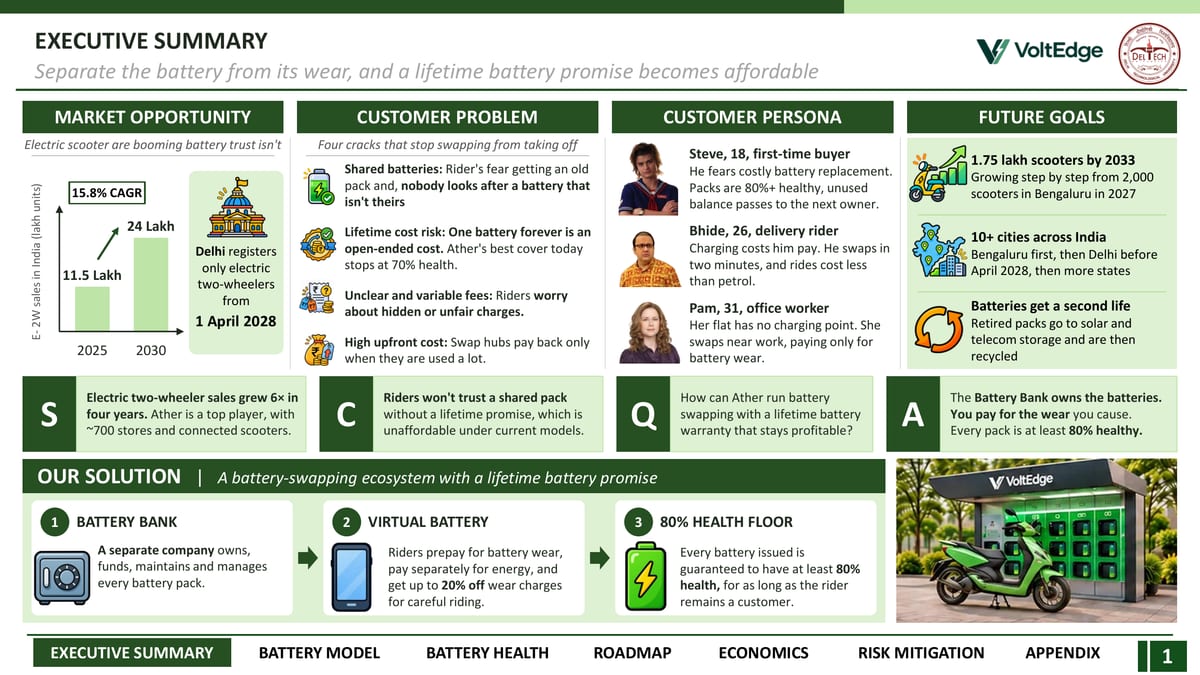 EXECUTIVE SUMMARY
Separate the battery from its wear, and a lifetime battery promise becomes affordable
VoltEdge
DELTECH
MARKET OPPORTUNITY
Electric scooter are booming battery trust isn't
E- 2W sales in India (lakh units)
15.8% CAGR
24 Lakh
11.5 Lakh
2025
2030
Delhi registers
only electric
two-wheelers
from
1 April 2028
CUSTOMER PROBLEM
Four cracks that stop swapping from taking off
Shared batteries: Rider's fear getting an old
pack and, nobody looks after a battery that
isn't theirs
Lifetime cost risk: One battery forever is an
open-ended cost. Ather's best cover today
stops at 70% health.
Unclear and variable fees: Riders worry
about hidden or unfair charges.
High upfront cost: Swap hubs pay back only
when they are used a lot.
CUSTOMER PERSONA
Steve, 18, first-time buyer
He fears costly battery replacement.
Packs are 80%+ healthy, unused
balance passes to the next owner.
Bhide, 26, delivery rider
Charging costs him pay. He swaps in
two minutes, and rides cost less
than petrol.
Pam, 31, office worker
Her flat has no charging point. She
swaps near work, paying only for
battery wear.
FUTURE GOALS
1.75 lakh scooters by 2033
Growing step by step from 2,000
scooters in Bengaluru in 2027
10+ cities across India
Bengaluru first, then Delhi before
April 2028, then more states
Batteries get a second life
Retired packs go to solar and
telecom storage and are then
recycled
S
Electric two-wheeler sales grew 6× in
four years. Ather is a top player, with
~700 stores and connected scooters.
C
Riders won't trust a shared pack
without a lifetime promise, which is
unaffordable under current models.
Q
How can Ather run battery
swapping with a lifetime battery
warranty that stays profitable?
A
The Battery Bank owns the batteries.
You pay for the wear you cause.
Every pack is at least 80% healthy.
OUR SOLUTION | A battery-swapping ecosystem with a lifetime battery promise
1 BATTERY BANK
A separate company owns,
funds, maintains and manages
every battery pack.
2 VIRTUAL BATTERY
Riders prepay for battery wear,
pay separately for energy, and
get up to 20% off wear charges
for careful riding.
3 80% HEALTH FLOOR
Every battery issued is
guaranteed to have at least 80%
health, for as long as the rider
remains a customer.
VoltEdge
EXECUTIVE SUMMARY
BATTERY MODEL
BATTERY HEALTH
ROADMAP
ECONOMICS
RISK MITIGATION
APPENDIX
1